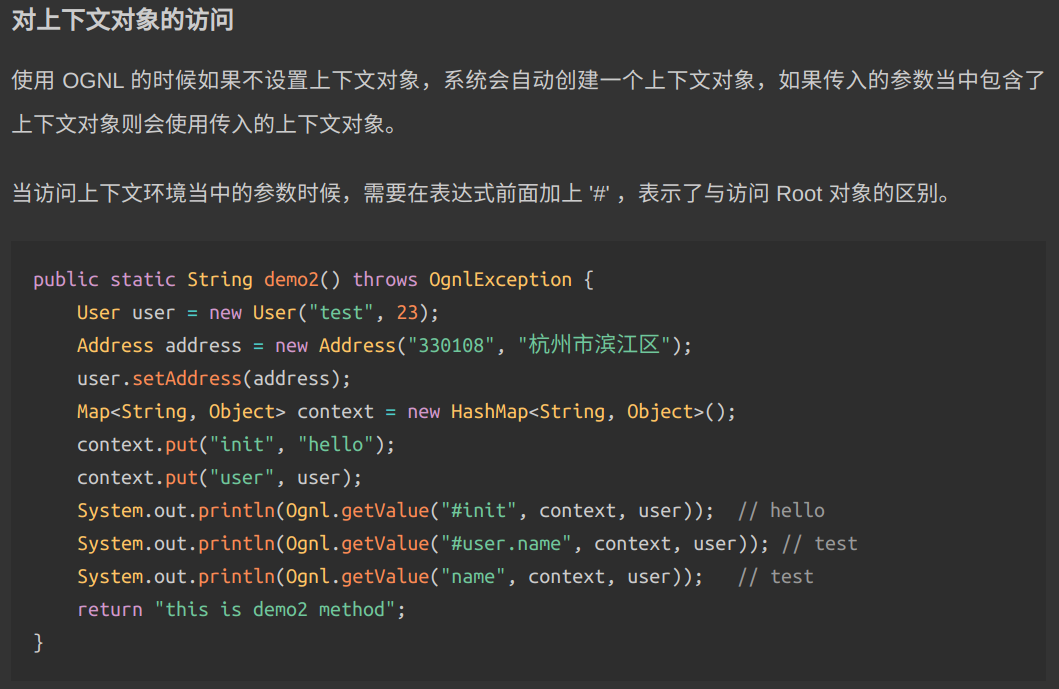 对上下文对象的访问
使用 OGNL 的时候如果不设置上下文对象，系统会自动创建一个上下文对象，如果传入的参数当中包含了
上下文对象则会使用传入的上下文对象。
当访问上下文环境当中的参数时候，需要在表达式前面加上 '#' ，表示了与访问 Root 对象的区别。
public static String demo2() throws OgnlException {
    User user = new User("test", 23);
    Address address = new Address("330108", "杭州市滨江区");
    user.setAddress(address);
    Map<String, Object> context = new HashMap<String, Object>();
    context.put("init", "hello");
    context.put("user", user);
    System.out.println(Ognl.getValue("#init", context, user));  // hello
    System.out.println(Ognl.getValue("#user.name", context, user)); // test
    System.out.println(Ognl.getValue("name", context, user));   // test
    return "this is demo2 method";
}